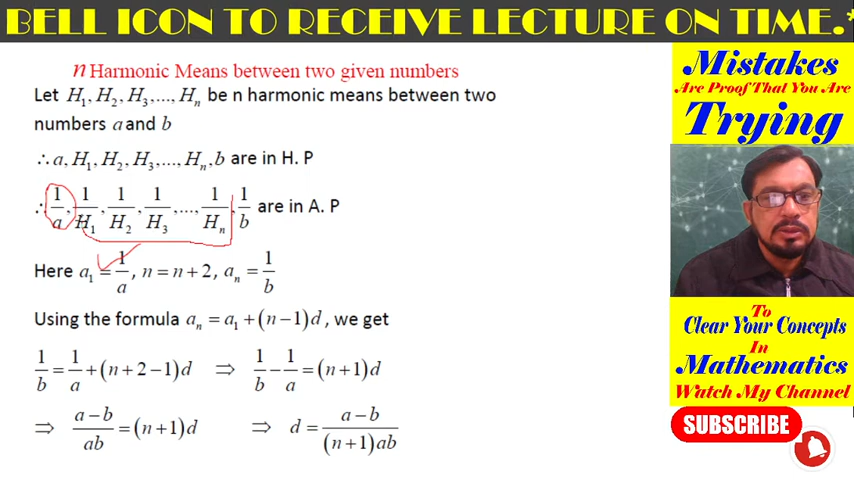 BELL ICON TO RECEIVE LECTURE ON TIME.*
n Harmonic Means between two given numbers
Let H₁, H₂, H₃,..., Hₙ be n harmonic means between two
numbers a and b
∴ a, H₁, H₂, H₃,..., Hₙ, b are in H. P
∴ 1/a, 1/H₁, 1/H₂, 1/H₃,..., 1/Hₙ, 1/b are in A. P
Here a₁ = 1/a, n = n+2, aₙ = 1/b
Using the formula aₙ = a₁ + (n−1)d, we get
1/b = 1/a + (n+2−1)d ⇒ 1/b − 1/a = (n+1)d
⇒ (a−b)/ab = (n+1)d ⇒ d = (a−b)/((n+1)ab)
Mistakes
Are Proof That You Are
Trying
To
Clear Your Concepts
In
Mathematics
Watch My Channel
SUBSCRIBE